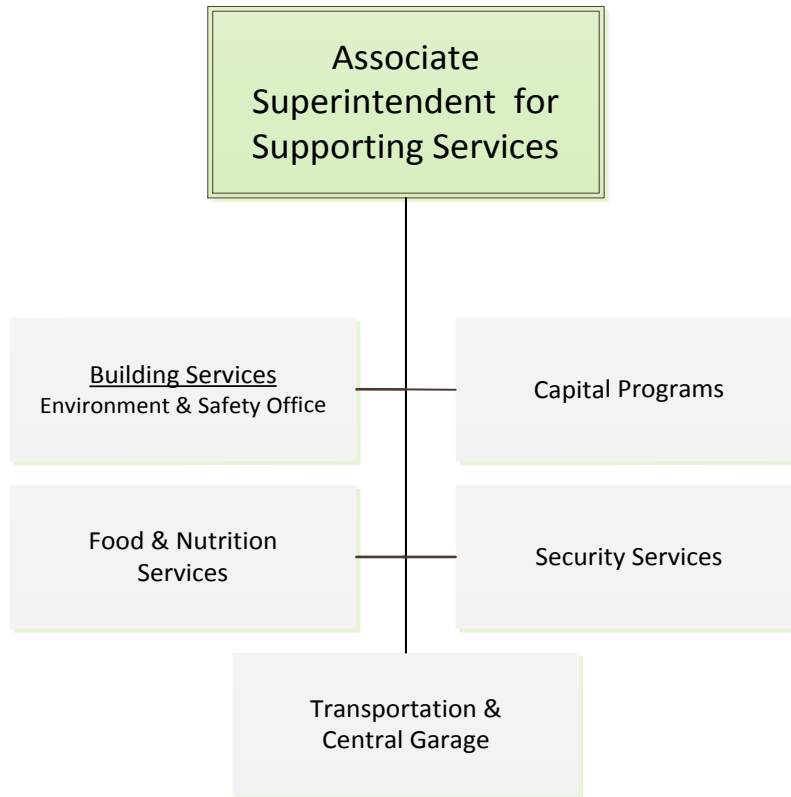 Associate
Superintendent for
Supporting Services
Building Services
Environment & Safety Office
Capital Programs
Food & Nutrition
Services
Security Services
Transportation &
Central Garage